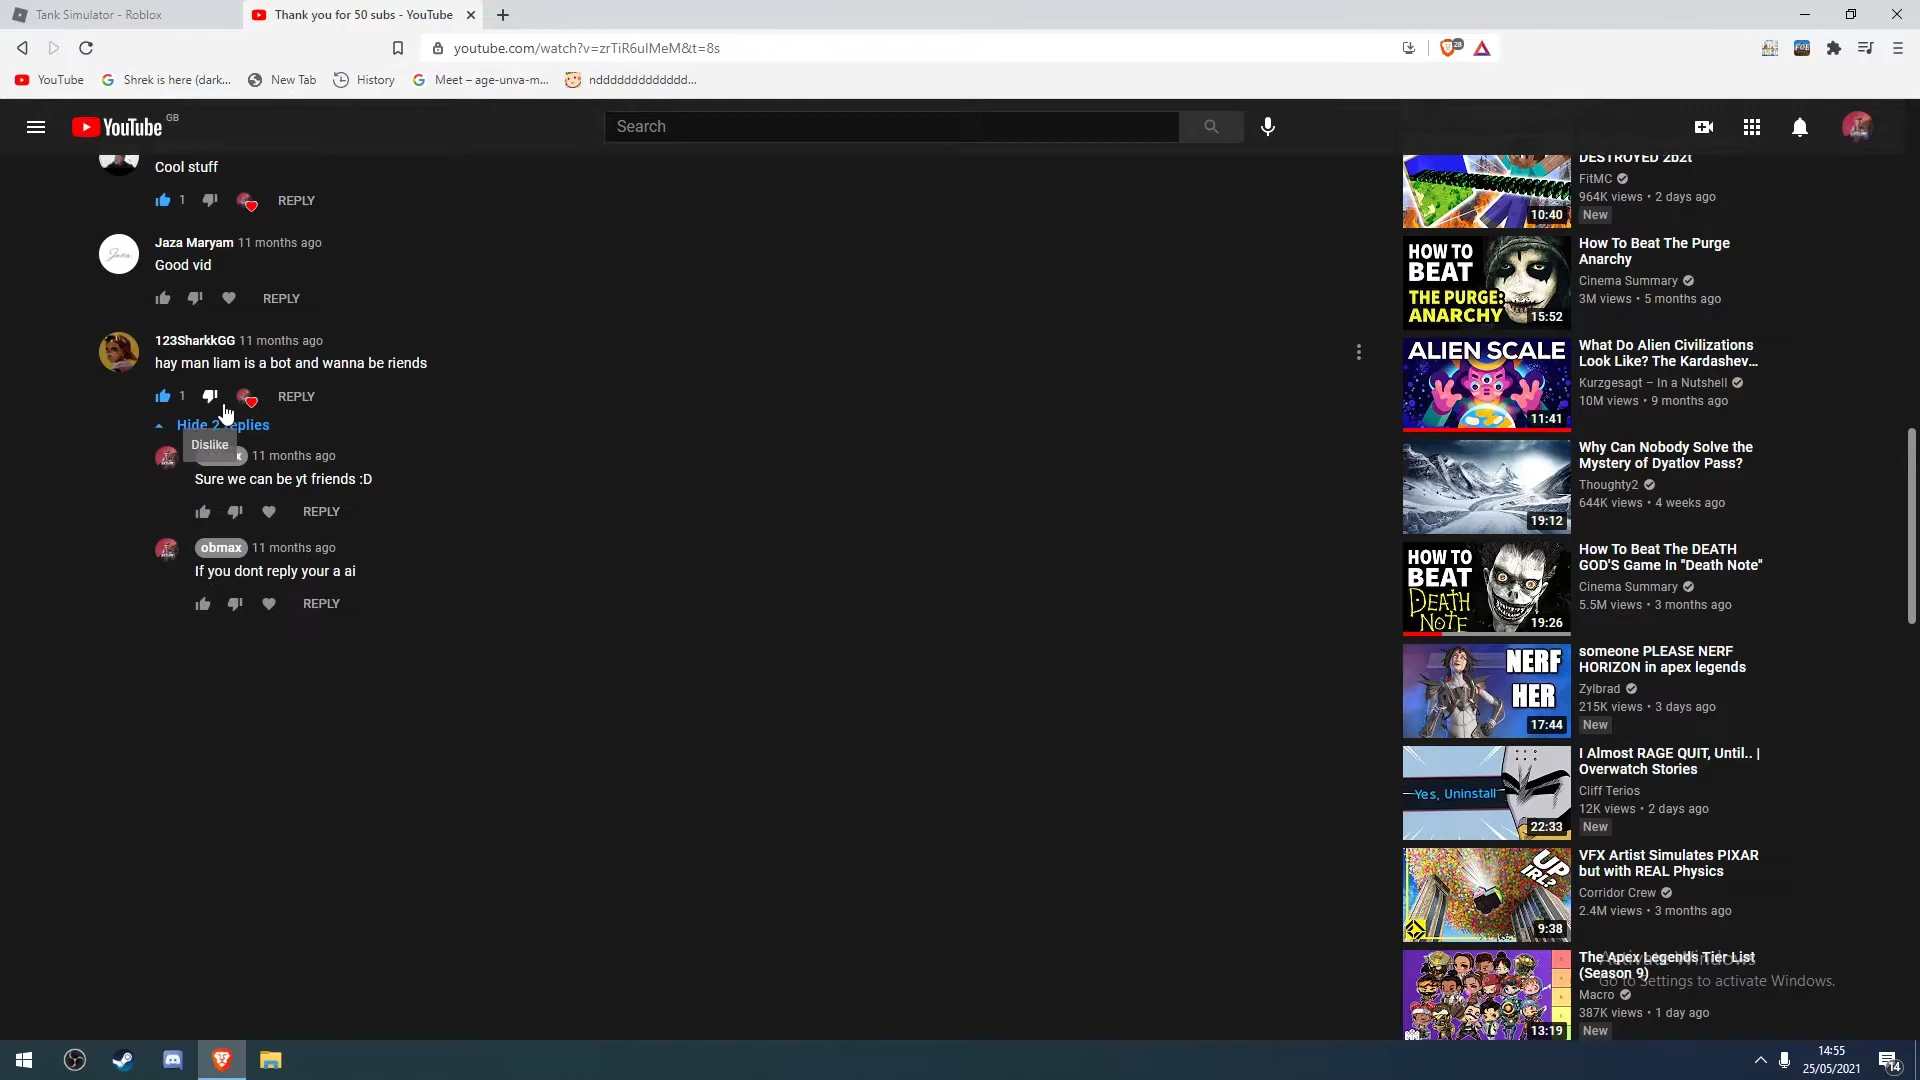 Tank Simulator - Roblox
Thank you for 50 subs - YouTube
youtube.com/watch?v=zrTiR6ulMeM&t=8s
28
FOE
YouTube
Shrek is here (dark...
New Tab
History
Meet – age-unva-m...
nddddddddddddd...
YouTube GB
Search
Cool stuff
1
REPLY
Jaza Maryam 11 months ago
Good vid
REPLY
123SharkkGG 11 months ago
hay man liam is a bot and wanna be riends
1
REPLY
Hide 2 replies
Dislike
11 months ago
Sure we can be yt friends :D
REPLY
obmax 11 months ago
If you dont reply your a ai
REPLY
DESTROYED 2b2t
FitMC
964K views • 2 days ago
New
10:40
HOW TO
BEAT
THE PURGE:
ANARCHY
15:52
How To Beat The Purge
Anarchy
Cinema Summary
3M views • 5 months ago
ALIEN SCALE
11:41
What Do Alien Civilizations
Look Like? The Kardashev...
Kurzgesagt – In a Nutshell
10M views • 9 months ago
19:12
Why Can Nobody Solve the
Mystery of Dyatlov Pass?
Thoughty2
644K views • 4 weeks ago
HOW TO
BEAT
DEATH
NOTE
19:26
How To Beat The DEATH
GOD'S Game In "Death Note"
Cinema Summary
5.5M views • 3 months ago
NERF
HER
17:44
someone PLEASE NERF
HORIZON in apex legends
Zylbrad
215K views • 3 days ago
New
Yes, Uninstall
22:33
I Almost RAGE QUIT, Until.. |
Overwatch Stories
Cliff Terios
12K views • 2 days ago
New
UP
IRL?
9:38
VFX Artist Simulates PIXAR
but with REAL Physics
Corridor Crew
2.4M views • 3 months ago
13:19
The Apex Legends Tier List
(Season 9)
Macro
387K views • 1 day ago
New
Activate Windows
Go to Settings to activate Windows.
14:55
25/05/2021
14